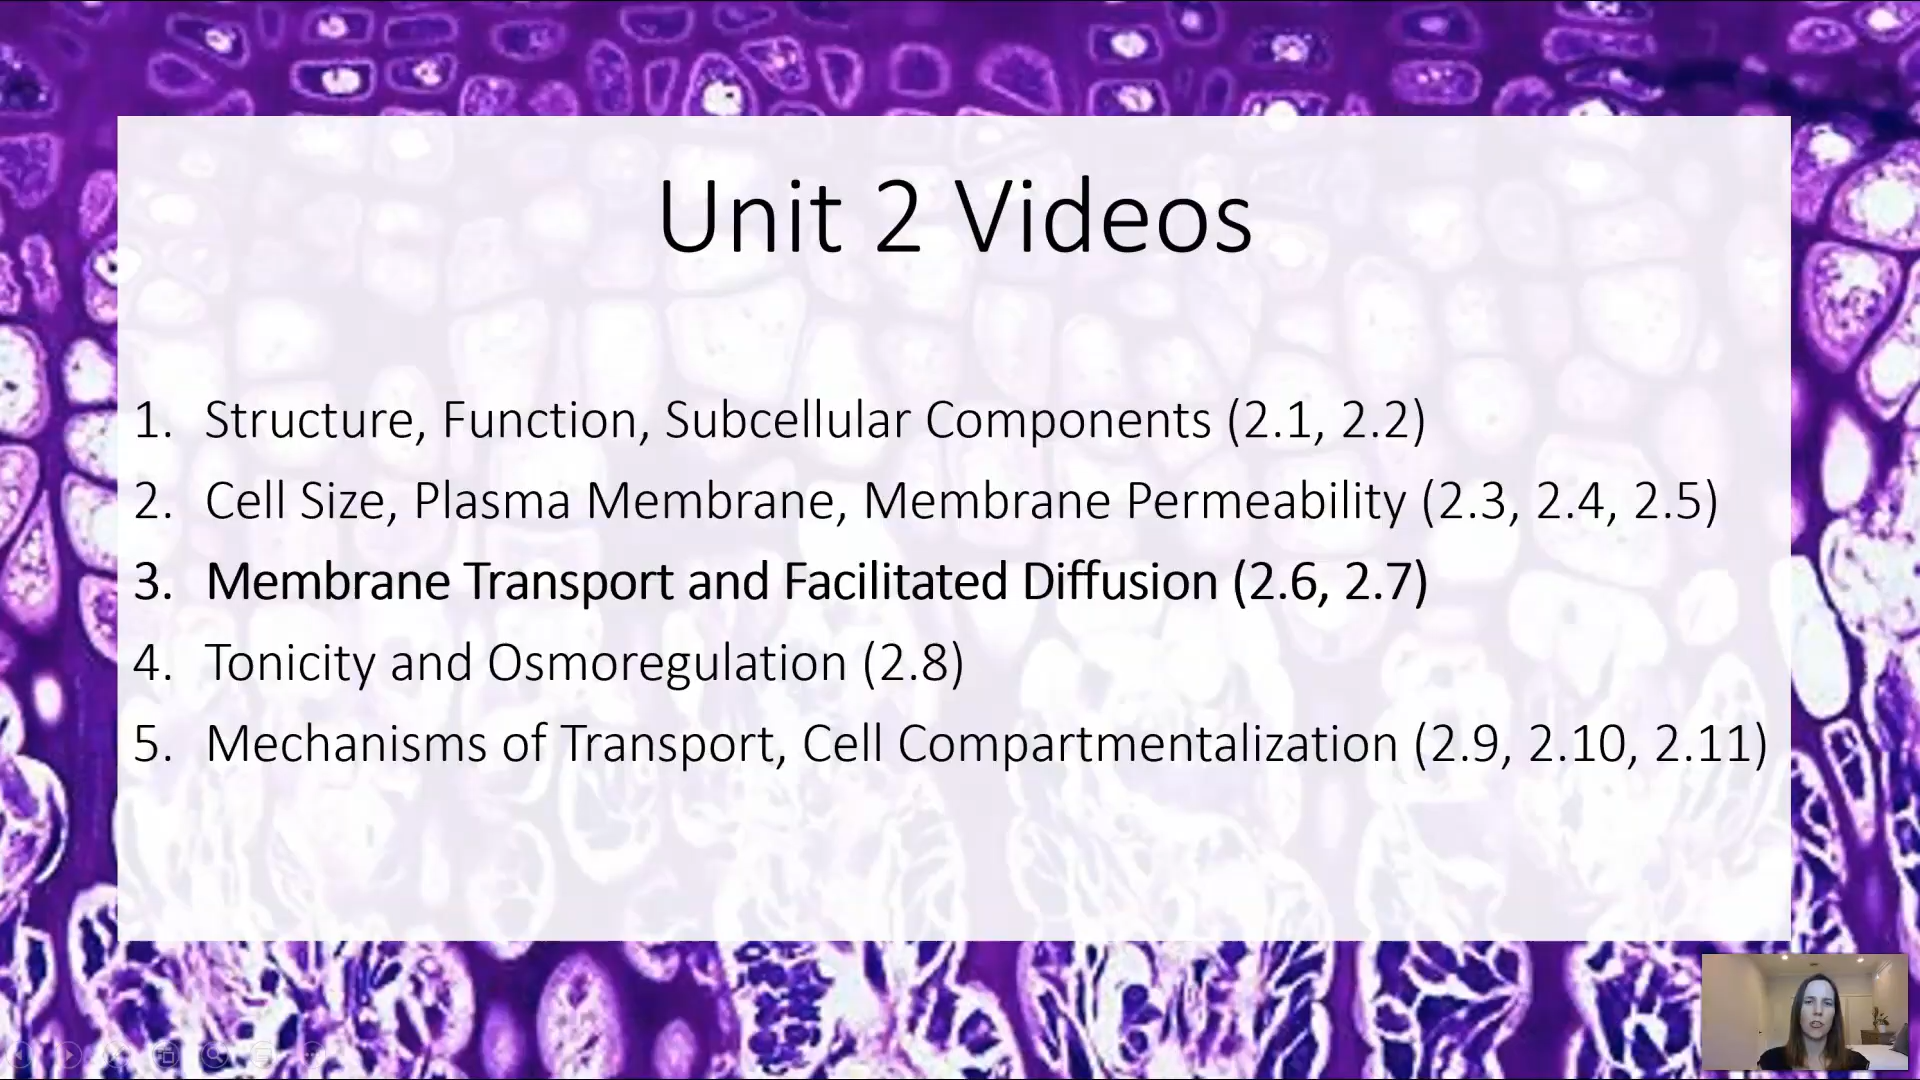 Unit 2 Videos
1. Structure, Function, Subcellular Components (2.1, 2.2)
2. Cell Size, Plasma Membrane, Membrane Permeability (2.3, 2.4, 2.5)
3. Membrane Transport and Facilitated Diffusion (2.6, 2.7)
4. Tonicity and Osmoregulation (2.8)
5. Mechanisms of Transport, Cell Compartmentalization (2.9, 2.10, 2.11)